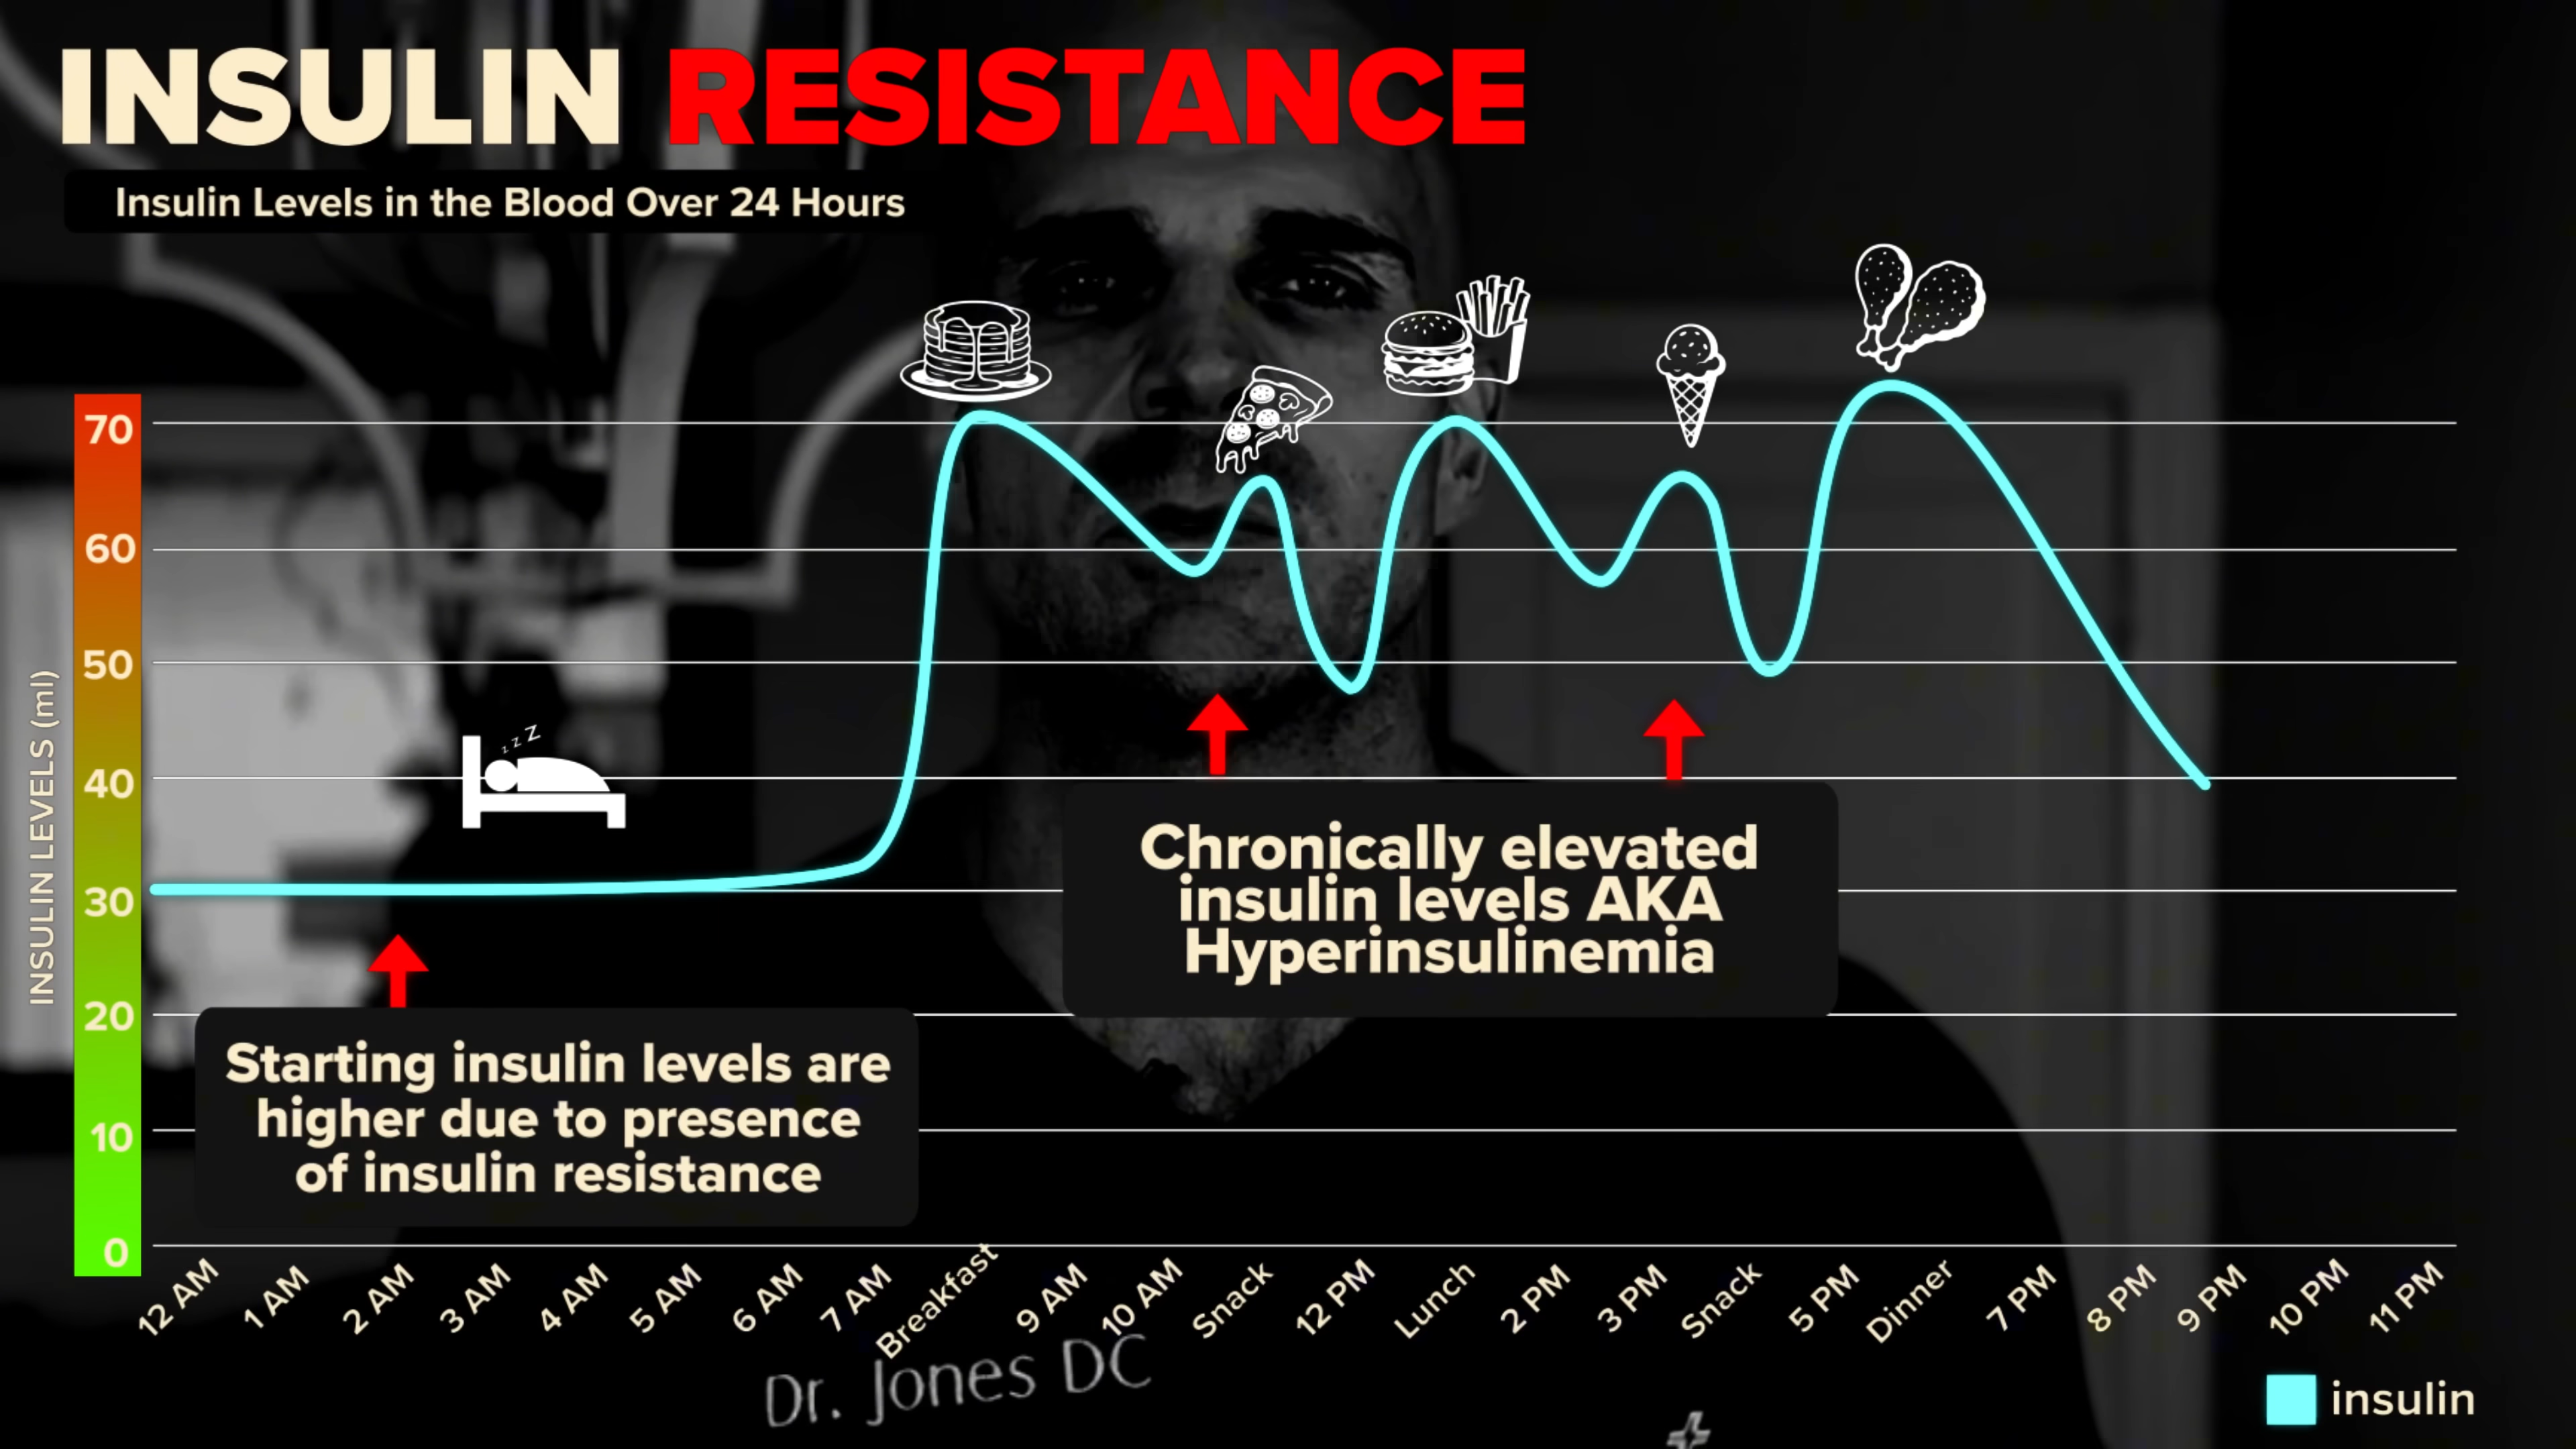 INSULIN RESISTANCE
Insulin Levels in the Blood Over 24 Hours
INSULIN LEVELS (ml)
70
60
50
40
30
20
10
0
z z Z
Chronically elevated
insulin levels AKA
Hyperinsulinemia
Starting insulin levels are
higher due to presence
of insulin resistance
12 AM 1 AM 2 AM 3 AM 4 AM 5 AM 6 AM 7 AM Breakfast 9 AM 10 AM Snack 12 PM Lunch 2 PM 3 PM Snack 5 PM Dinner 7 PM 8 PM 9 PM 10 PM 11 PM
Dr. Jones DC
insulin